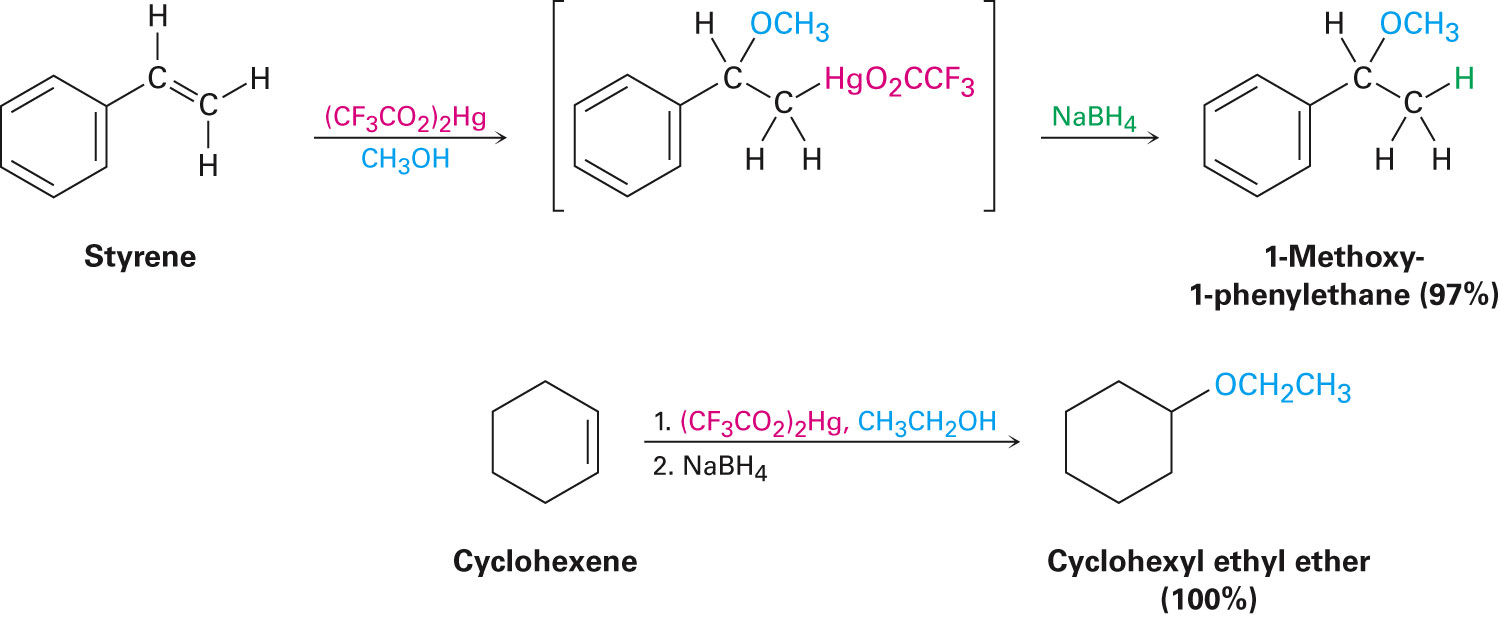 H
C
C
H
H
(CF3CO2)2Hg
CH3OH
H
OCH3
C
C
HgO2CCF3
H H
NaBH4
H
OCH3
C
C
H
H H
Styrene
1-Methoxy-
1-phenylethane (97%)
1. (CF3CO2)2Hg, CH3CH2OH
2. NaBH4
OCH2CH3
Cyclohexene
Cyclohexyl ethyl ether
(100%)